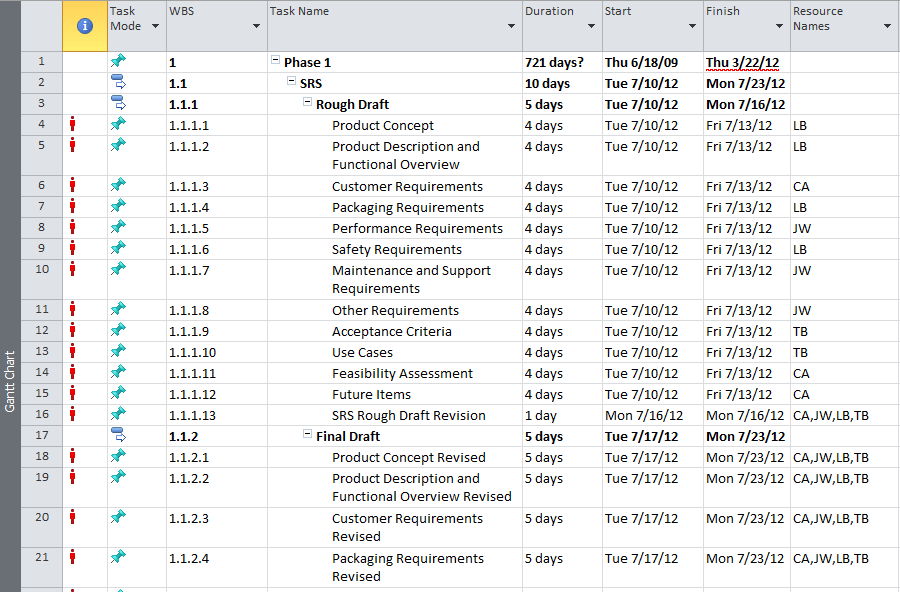 Task Mode WBS Task Name Duration Start Finish Resource Names
1 1 Phase 1 721 days? Thu 6/18/09 Thu 3/22/12
2 1.1 SRS 10 days Tue 7/10/12 Mon 7/23/12
3 1.1.1 Rough Draft 5 days Tue 7/10/12 Mon 7/16/12
4 1.1.1.1 Product Concept 4 days Tue 7/10/12 Fri 7/13/12 LB
5 1.1.1.2 Product Description and 4 days Tue 7/10/12 Fri 7/13/12 LB
Functional Overview
6 1.1.1.3 Customer Requirements 4 days Tue 7/10/12 Fri 7/13/12 CA
7 1.1.1.4 Packaging Requirements 4 days Tue 7/10/12 Fri 7/13/12 LB
8 1.1.1.5 Performance Requirements 4 days Tue 7/10/12 Fri 7/13/12 JW
9 1.1.1.6 Safety Requirements 4 days Tue 7/10/12 Fri 7/13/12 LB
10 1.1.1.7 Maintenance and Support 4 days Tue 7/10/12 Fri 7/13/12 JW
Requirements
11 1.1.1.8 Other Requirements 4 days Tue 7/10/12 Fri 7/13/12 JW
12 1.1.1.9 Acceptance Criteria 4 days Tue 7/10/12 Fri 7/13/12 TB
13 1.1.1.10 Use Cases 4 days Tue 7/10/12 Fri 7/13/12 TB
14 1.1.1.11 Feasibility Assessment 4 days Tue 7/10/12 Fri 7/13/12 CA
15 1.1.1.12 Future Items 4 days Tue 7/10/12 Fri 7/13/12 CA
16 1.1.1.13 SRS Rough Draft Revision 1 day Mon 7/16/12 Mon 7/16/12 CA,JW,LB,TB
17 1.1.2 Final Draft 5 days Tue 7/17/12 Mon 7/23/12
18 1.1.2.1 Product Concept Revised 5 days Tue 7/17/12 Mon 7/23/12 CA,JW,LB,TB
19 1.1.2.2 Product Description and 5 days Tue 7/17/12 Mon 7/23/12 CA,JW,LB,TB
Functional Overview Revised
20 1.1.2.3 Customer Requirements 5 days Tue 7/17/12 Mon 7/23/12 CA,JW,LB,TB
Revised
21 1.1.2.4 Packaging Requirements 5 days Tue 7/17/12 Mon 7/23/12 CA,JW,LB,TB
Revised
Gantt Chart